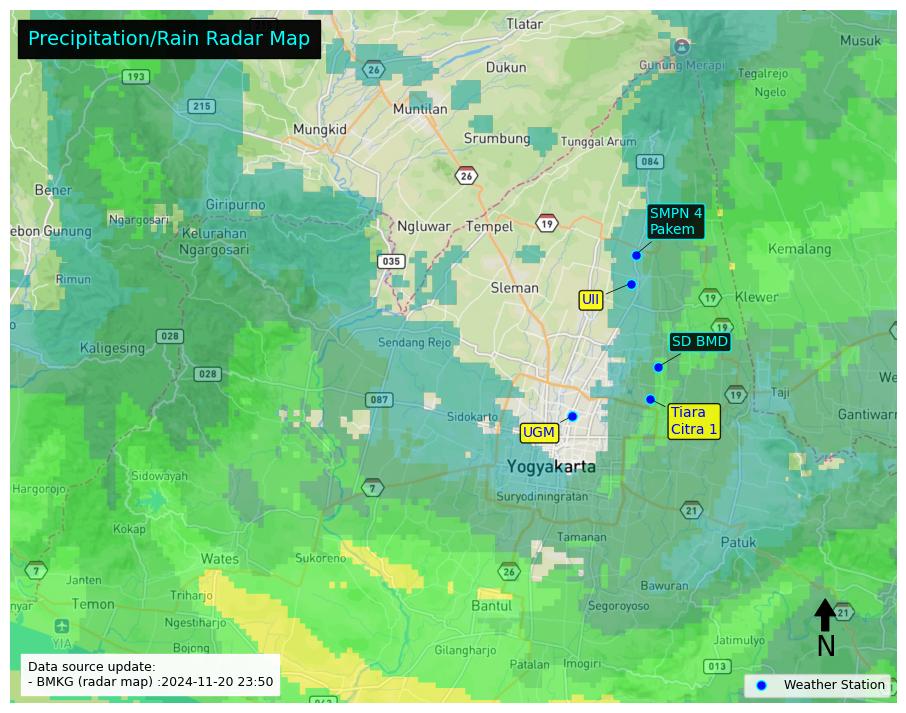 Precipitation/Rain Radar Map
Tlatar
Musuk
Gunung Merapi
26
Dukun
193
Tegalrejo
Ngelo
215
Muntilan
Mungkid
Srumbung
Tunggal Arum
084
26
Bener
Giripurno
SMPN 4
Pakem
Ngargosari
19
Ngluwar
Tempel
ebon Gunung
Kelurahan
Ngargosari
Kemalang
035
Rimun
Sleman
UII
19
Klewer
19
028
Sendang Rejo
SD BMD
Kaligesing
028
We
087
19
Taji
Sidokarto
Tiara
Citra 1
Gantiwarn
UGM
Yogyakarta
Sidowayah
Hargorojo
7
Suryodiningratan
21
Kokap
Tamanan
Patuk
Wates
Sukoreno
7
26
Janten
Bawuran
Temon
Triharjo
Bantul
Segoroyoso
nyar
Ngestiharjo
21
YIA
N
Bojong
Gilangharjo
Jatimulyo
Patalan
Imogiri
013
Data source update:
- BMKG (radar map) :2024-11-20 23:50
Weather Station